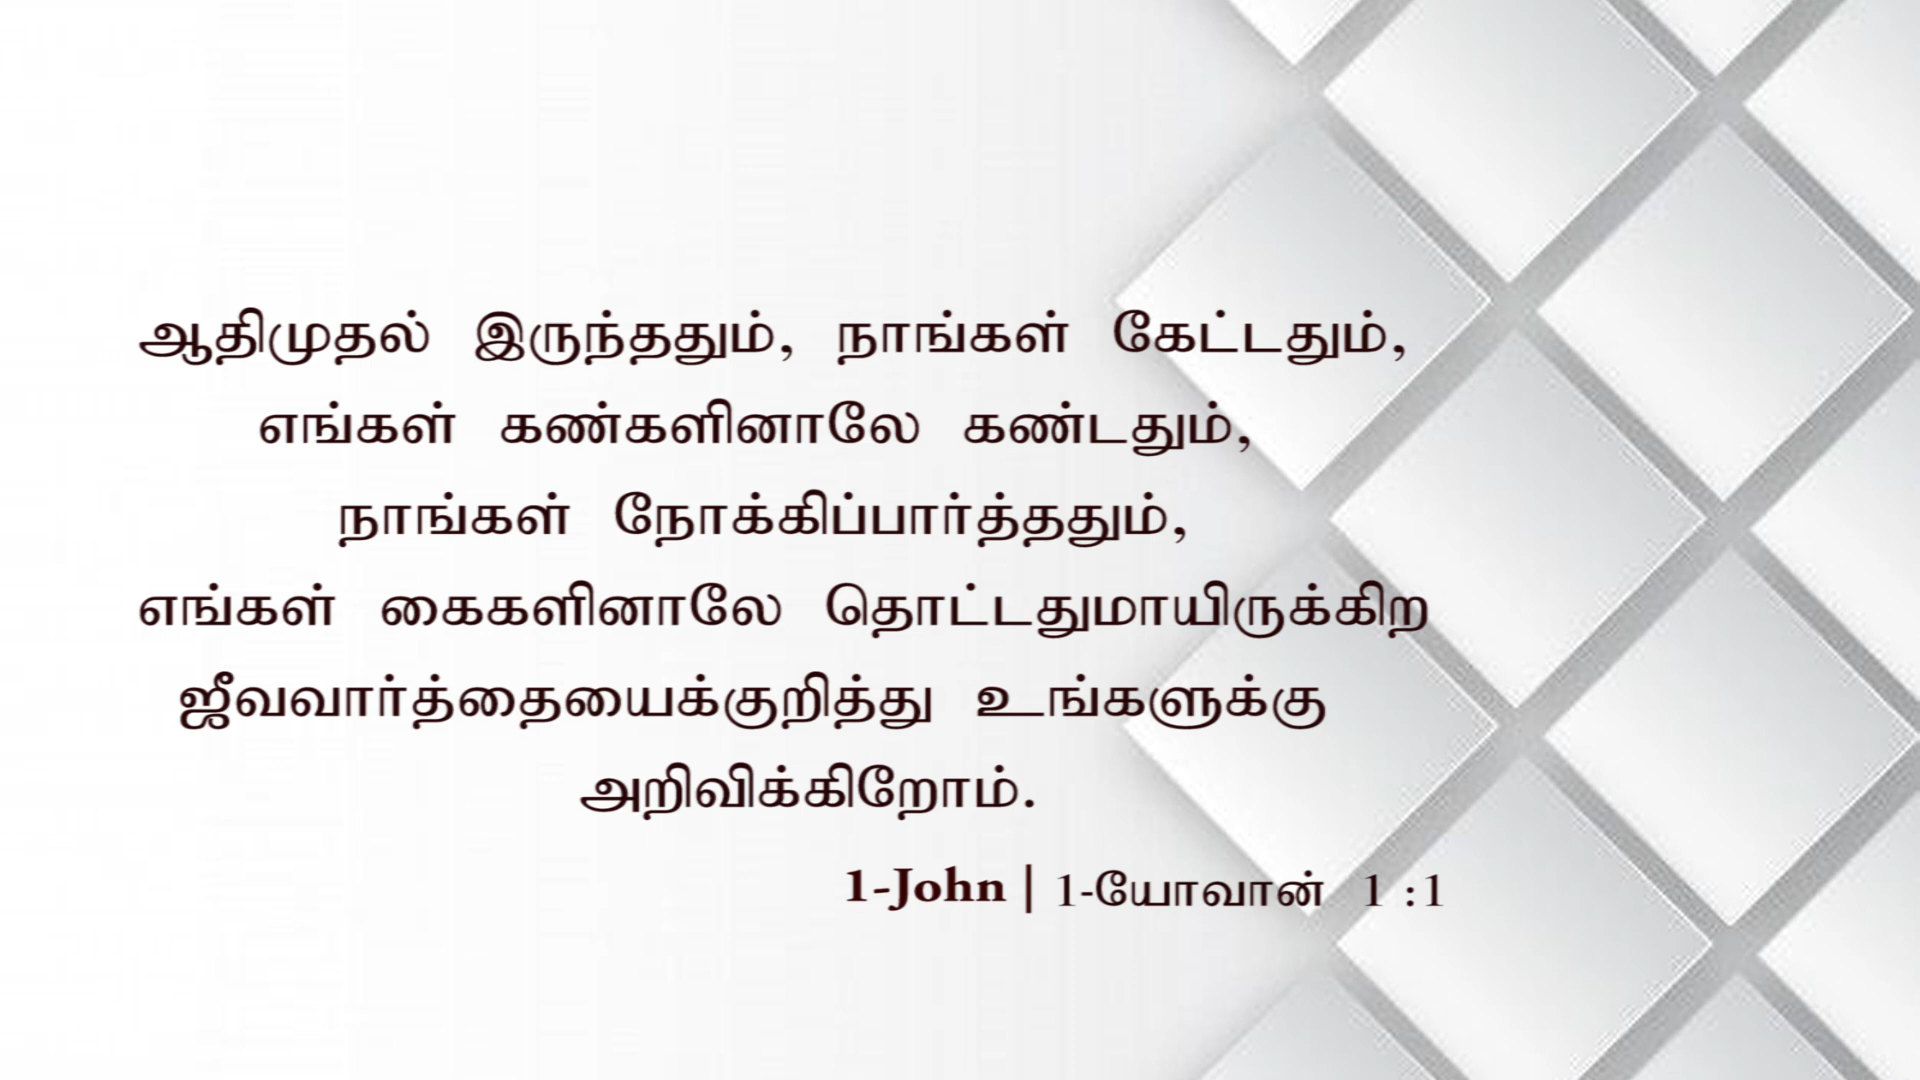 ஆதிமுதல் இருந்ததும், நாங்கள் கேட்டதும்,
எங்கள் கண்களினாலே கண்டதும்,
நாங்கள் நோக்கிப்பார்த்ததும்,
எங்கள் கைகளினாலே தொட்டதுமாயிருக்கிற
ஜீவவார்த்தையைக்குறித்து உங்களுக்கு
அறிவிக்கிறோம்.
1-John | 1-யோவான் 1 :1